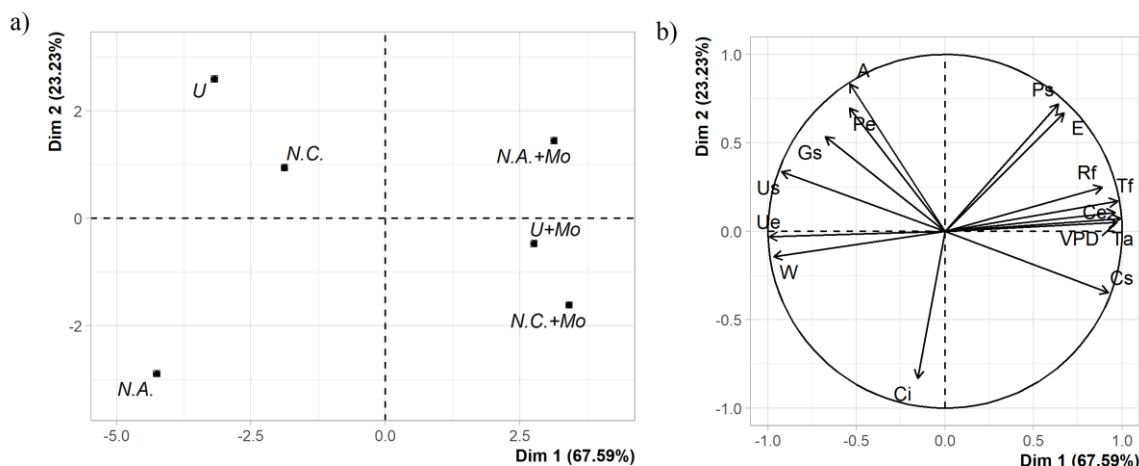 a)
Dim 2 (23.23%)
2
0
-2
-5.0
-2.5
0.0
2.5
Dim 1 (67.59%)
U
N.C.
N.A.+Mo
U+Mo
N.C.+Mo
N.A.
b)
Dim 2 (23.23%)
1.0
0.5
0.0
-0.5
-1.0
-1.0
-0.5
0.0
0.5
1.0
Dim 1 (67.59%)
A
Ps
Pe
E
Gs
Rf
Us
Tf
Ce
Ue
VPD
Ta
W
Cs
Ci